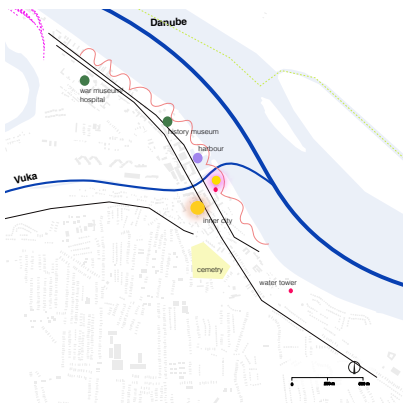 Danube
war museum
hospital
history museum
harbour
Vuka
inner city
cemetry
water tower